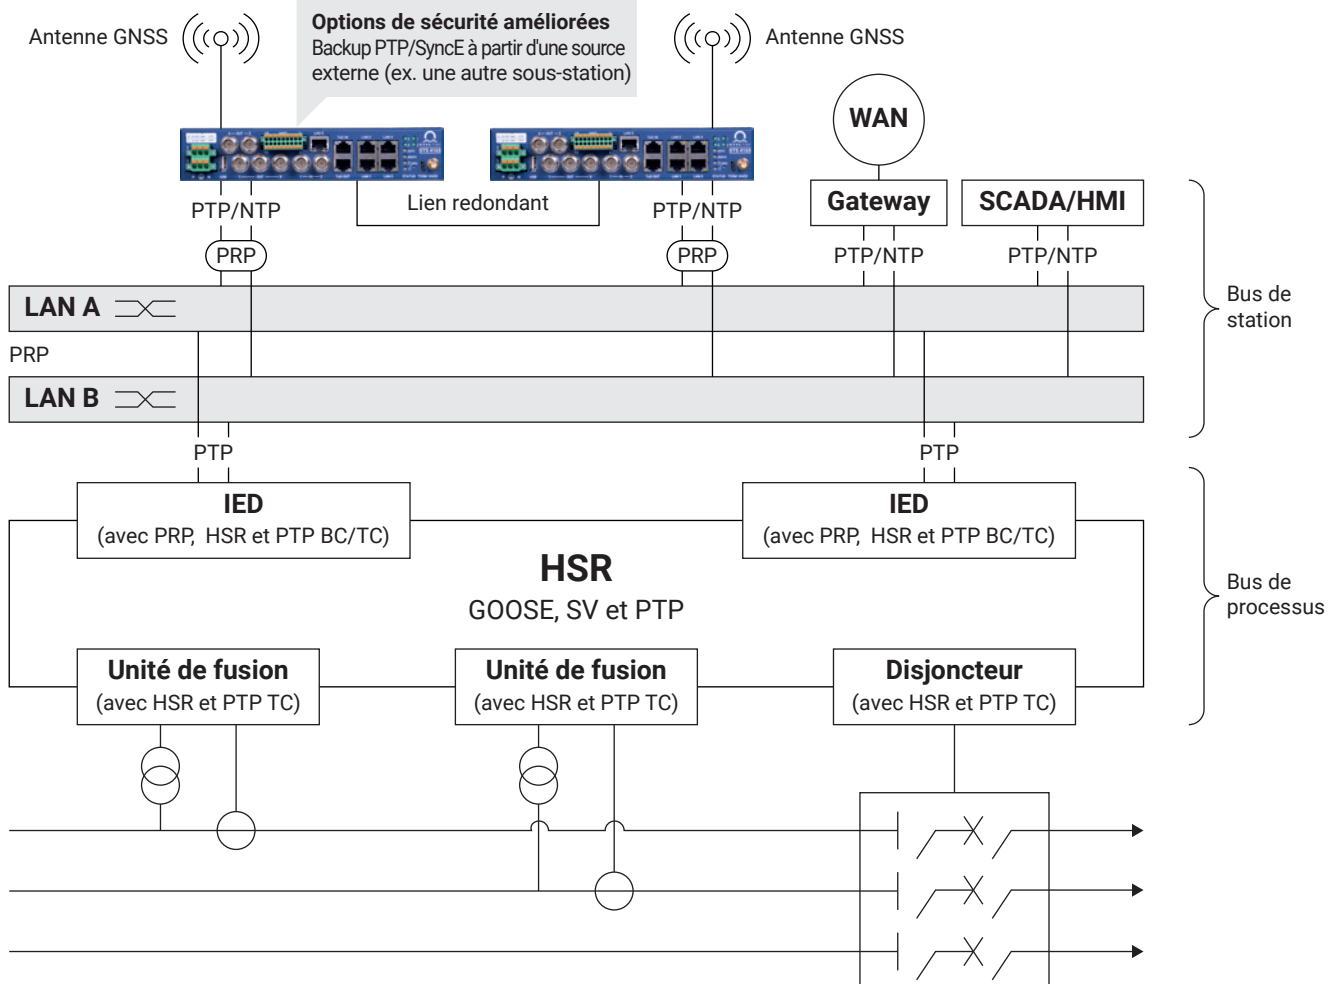 Options de sécurité améliorées
Backup PTP/SyncE à partir d'une source
externe (ex. une autre sous-station)
Antenne GNSS
Antenne GNSS
WAN
Lien redondant
Gateway
SCADA/HMI
PTP/NTP
PTP/NTP
PRP
PRP
PTP/NTP
PTP/NTP
LAN A
Bus de
station
PRP
LAN B
PTP
PTP
IED
(avec PRP, HSR et PTP BC/TC)
IED
(avec PRP, HSR et PTP BC/TC)
HSR
GOOSE, SV et PTP
Bus de
processus
Unité de fusion
(avec HSR et PTP TC)
Unité de fusion
(avec HSR et PTP TC)
Disjoncteur
(avec HSR et PTP TC)